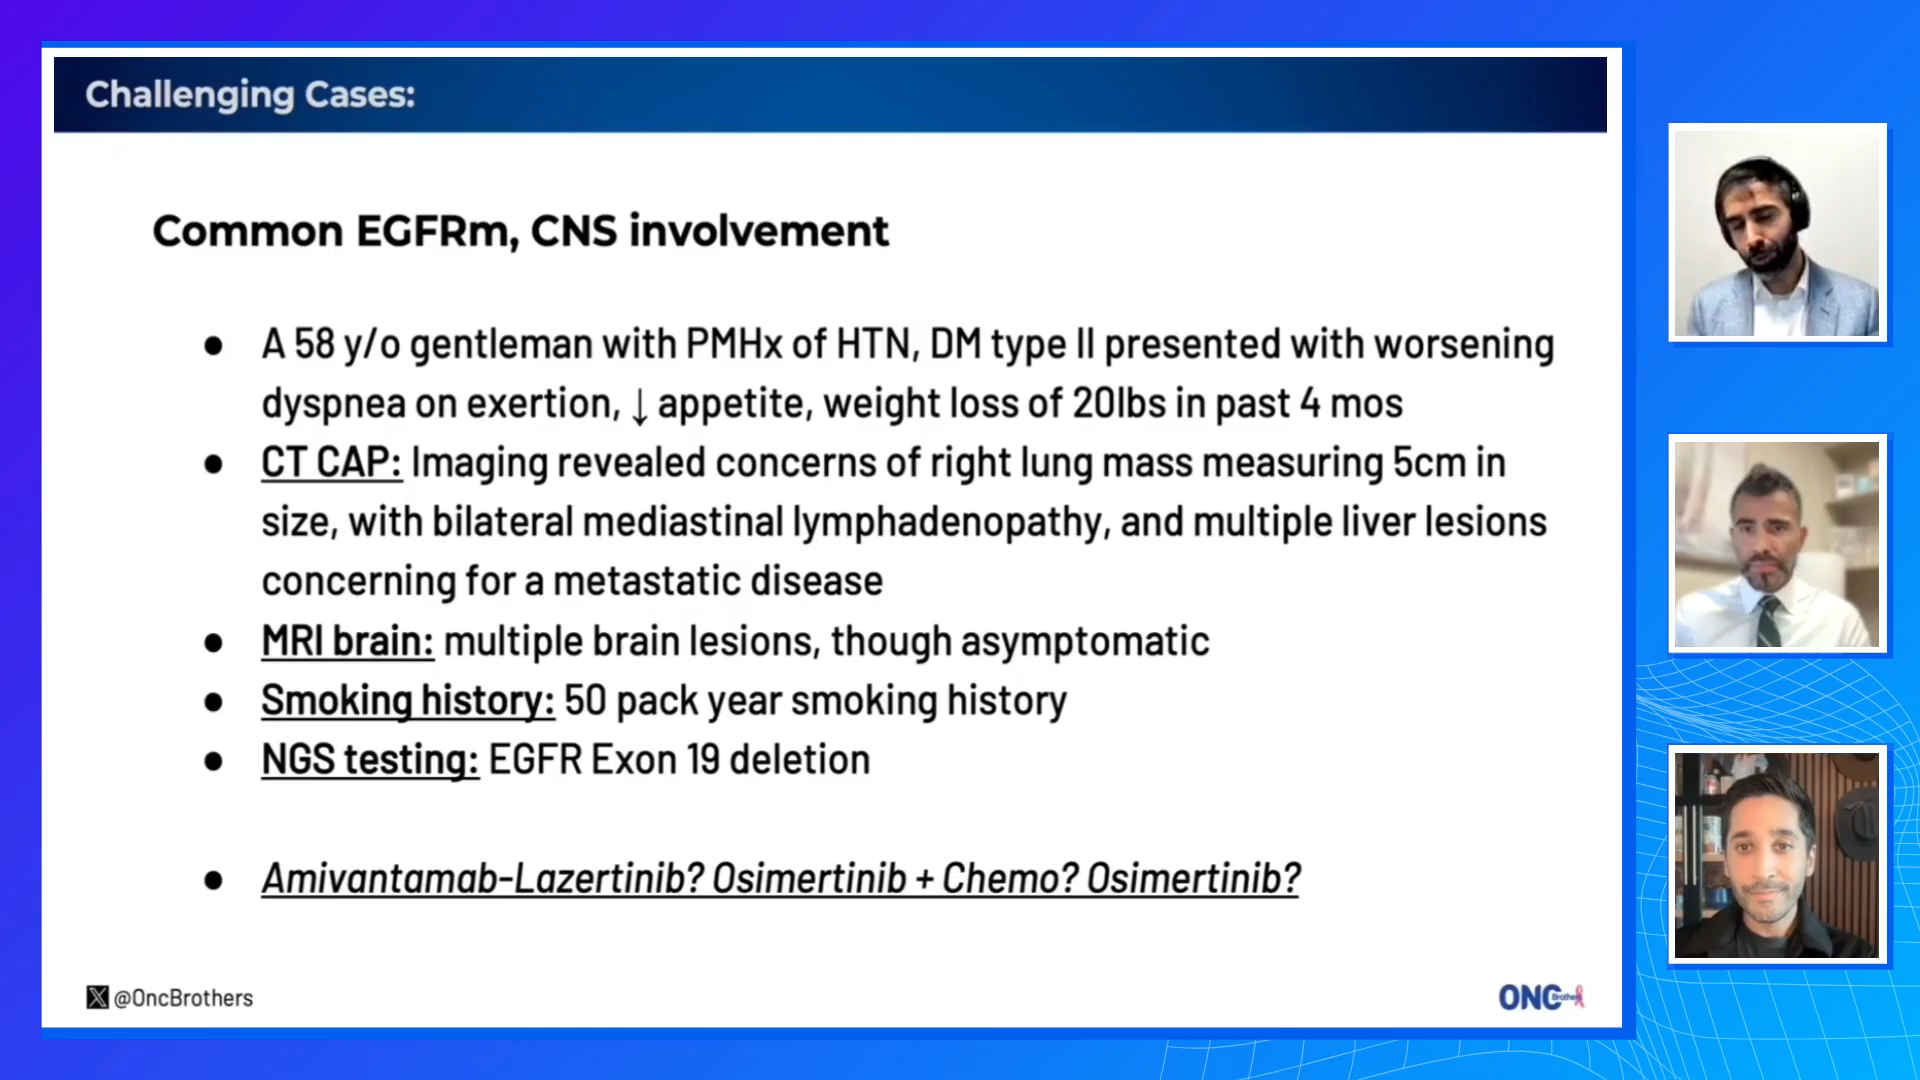 Challenging Cases:
Common EGFRm, CNS involvement
● A 58 y/o gentleman with PMHx of HTN, DM type II presented with worsening
dyspnea on exertion, ↓ appetite, weight loss of 20lbs in past 4 mos
● CT CAP: Imaging revealed concerns of right lung mass measuring 5cm in
size, with bilateral mediastinal lymphadenopathy, and multiple liver lesions
concerning for a metastatic disease
● MRI brain: multiple brain lesions, though asymptomatic
● Smoking history: 50 pack year smoking history
● NGS testing: EGFR Exon 19 deletion
● Amivantamab-Lazertinib? Osimertinib + Chemo? Osimertinib?
X @OncBrothers
ONC Brothers